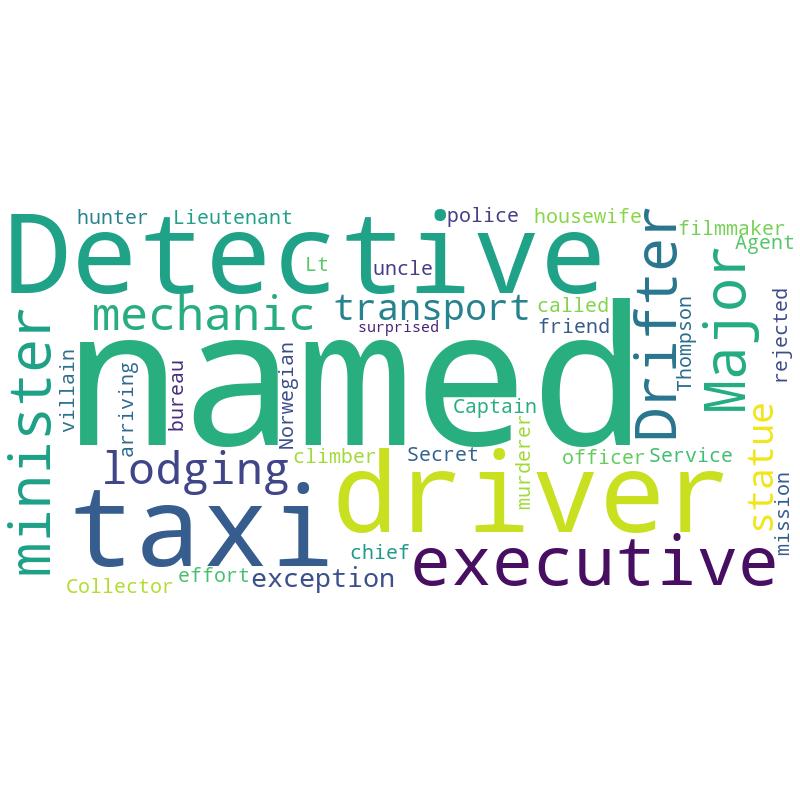 hunter
Lieutenant
police
housewife
filmmaker
Agent
Detective
Lt
uncle
Drifter
Major
mechanic
transport
called
surprised
friend
Thompson
rejected
minister
villain
arriving
bureau
named
Norwegian
Captain
statue
lodging
climber
Secret
murderer
officer
Service
mission
taxi
driver
chief
executive
Collector
effort
exception